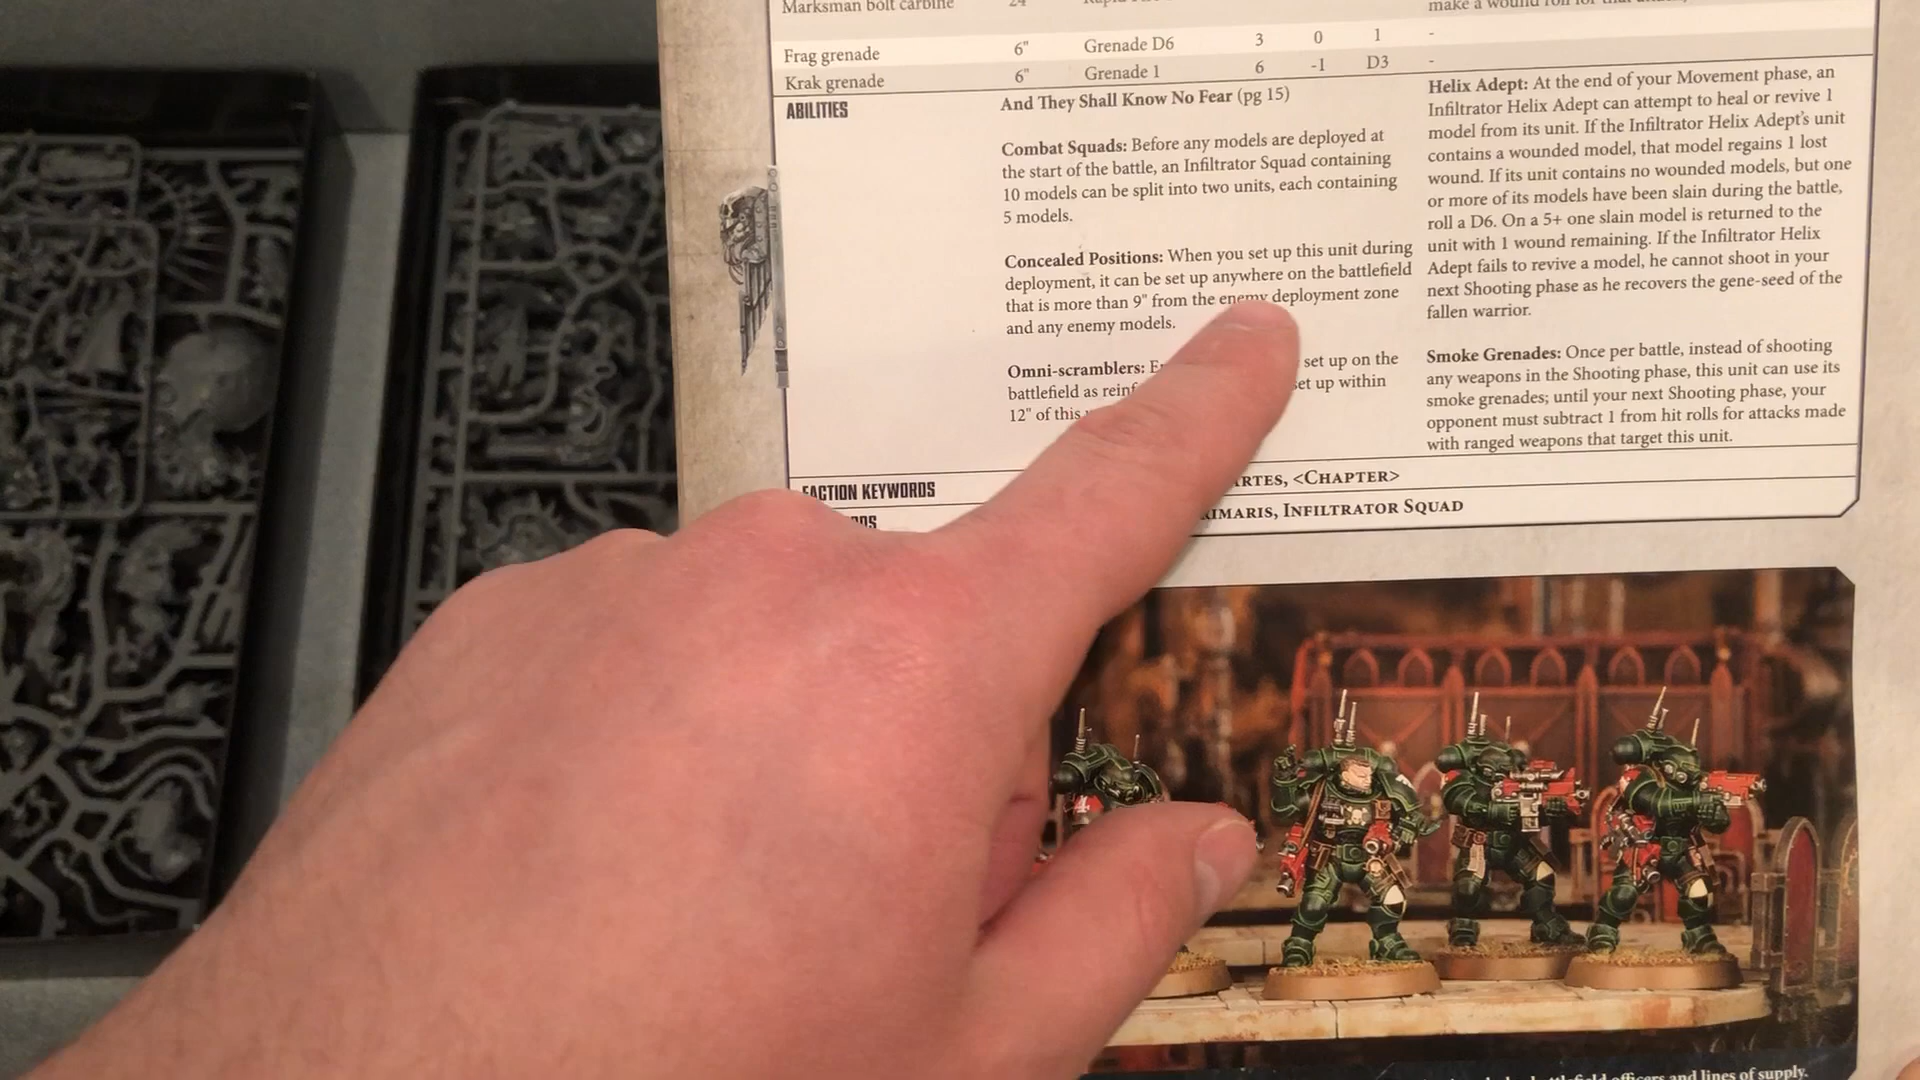 Marksman bolt carbine 24"
make a wound roll for that
Frag grenade 6" Grenade D6 3 0 1 -
Krak grenade 6" Grenade 1 6 -1 D3 -
ABILITIES
And They Shall Know No Fear (pg 15)
Combat Squads: Before any models are deployed at
the start of the battle, an Infiltrator Squad containing
10 models can be split into two units, each containing
5 models.
Concealed Positions: When you set up this unit during
deployment, it can be set up anywhere on the battlefield
that is more than 9" from the enemy deployment zone
and any enemy models.
Omni-scramblers: set up on the
battlefield as set up within
12" of this
Helix Adept: At the end of your Movement phase, an
Infiltrator Helix Adept can attempt to heal or revive 1
model from its unit. If the Infiltrator Helix Adept's unit
contains a wounded model, that model regains 1 lost
wound. If its unit contains no wounded models, but one
or more of its models have been slain during the battle,
roll a D6. On a 5+ one slain model is returned to the
unit with 1 wound remaining. If the Infiltrator Helix
Adept fails to revive a model, he cannot shoot in your
next Shooting phase as he recovers the gene-seed of the
fallen warrior.
Smoke Grenades: Once per battle, instead of shooting
any weapons in the Shooting phase, this unit can use its
smoke grenades; until your next Shooting phase, your
opponent must subtract 1 from hit rolls for attacks made
with ranged weapons that target this unit.
FACTION KEYWORDS <CHAPTER>
INFILTRATOR SQUAD
officers and lines of supply.